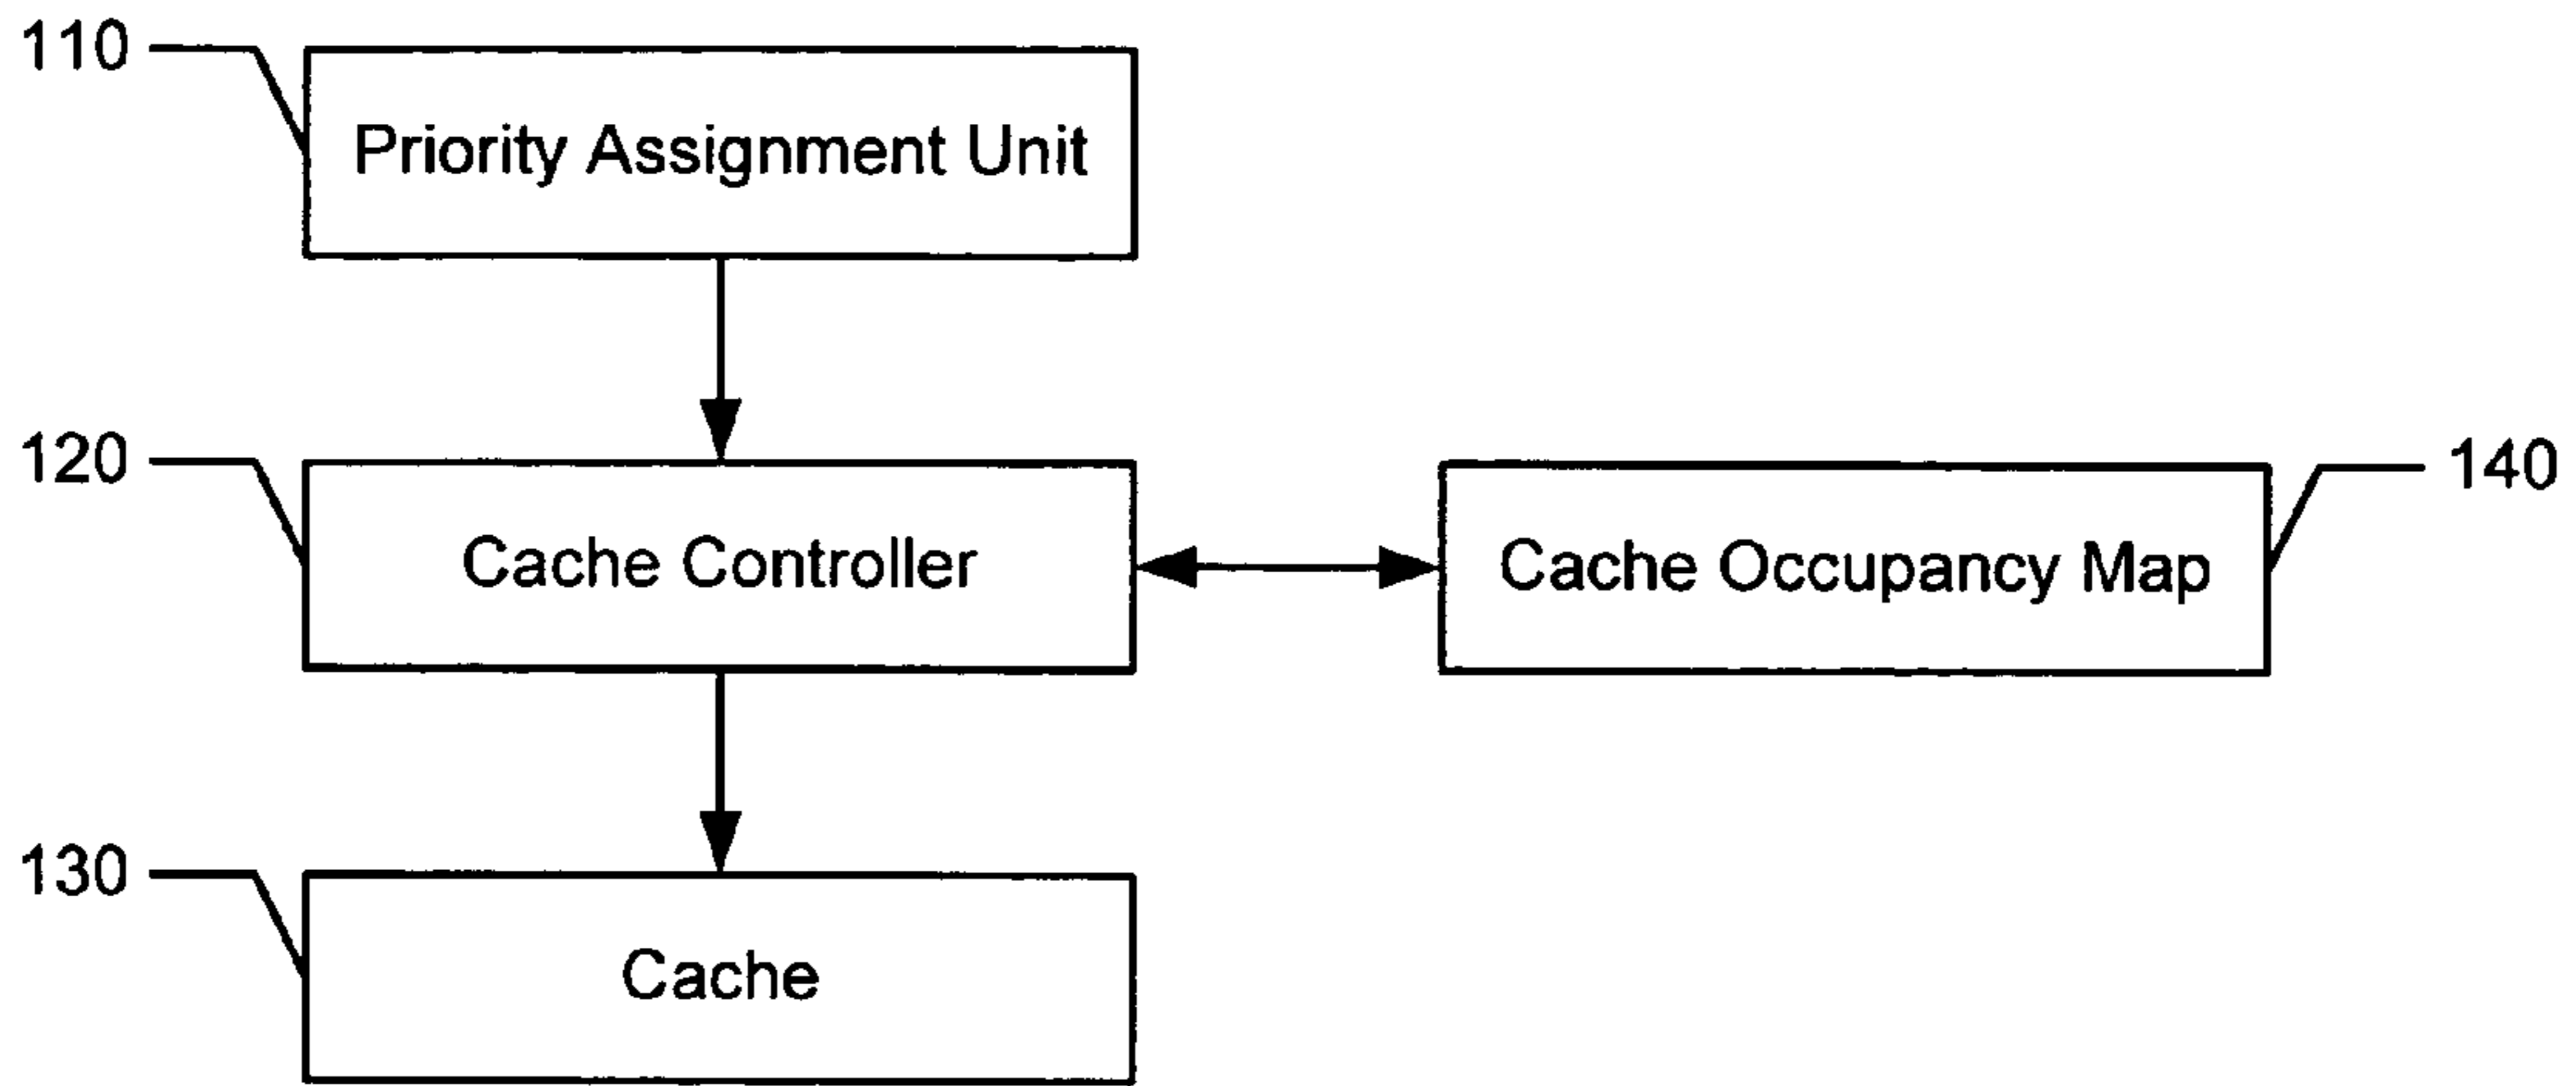 110
Priority Assignment Unit
120
Cache Controller
Cache Occupancy Map
140
130
Cache